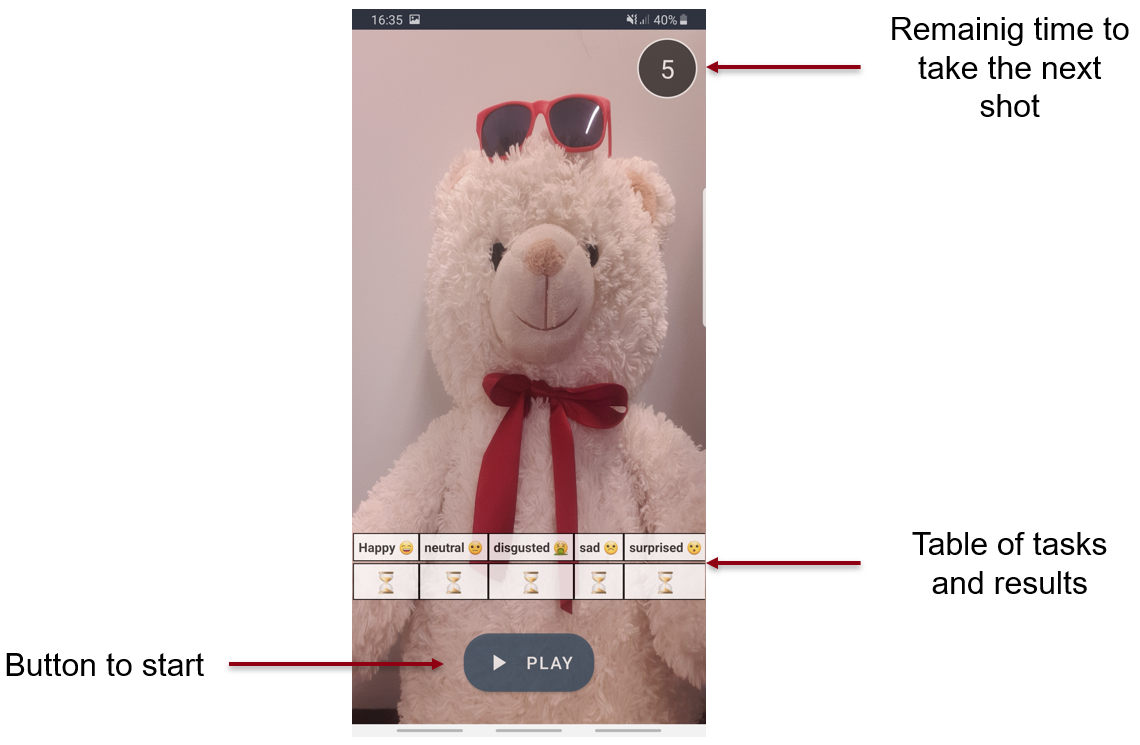 16:35 40%
5
Remainig time to
take the next
shot
Happy neutral disgusted sad surprised
Table of tasks
and results
Button to start
PLAY